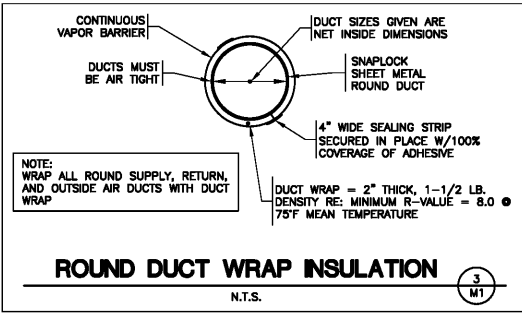 CONTINUOUS
VAPOR BARRIER
DUCT SIZES GIVEN ARE
NET INSIDE DIMENSIONS
DUCTS MUST
BE AIR TIGHT
SNAPLOCK
SHEET METAL
ROUND DUCT
4" WIDE SEALING STRIP
SECURED IN PLACE W/100%
COVERAGE OF ADHESIVE
NOTE:
WRAP ALL ROUND SUPPLY, RETURN,
AND OUTSIDE AIR DUCTS WITH DUCT
WRAP
DUCT WRAP = 2" THICK, 1-1/2 LB.
DENSITY RE: MINIMUM R-VALUE = 8.0 @
75°F MEAN TEMPERATURE
ROUND DUCT WRAP INSULATION
N.T.S.
3
M1